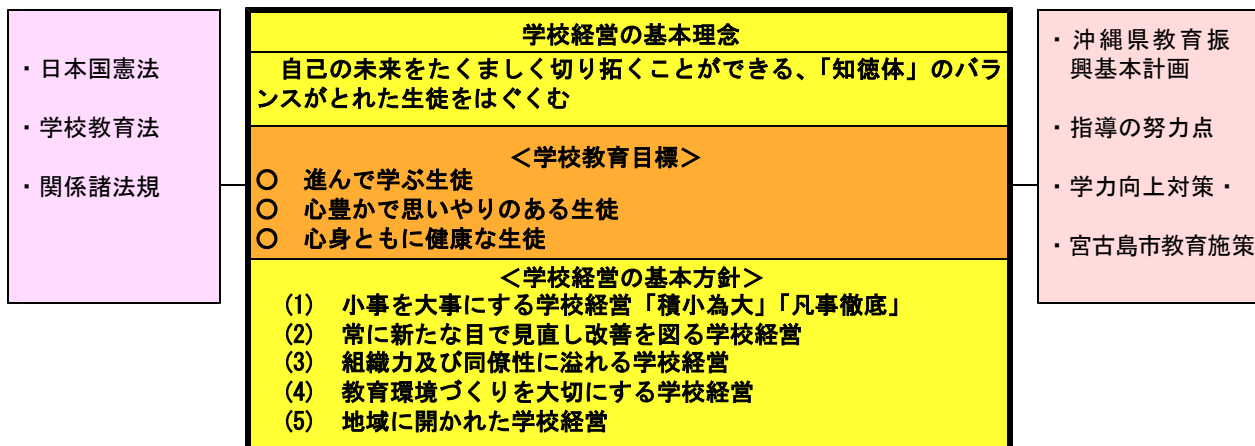 ・日本国憲法
・学校教育法
・関係諸法規
学校経営の基本理念
自己の未来をたくましく切り拓くことができる、「知徳体」のバラ
ンスがとれた生徒をはぐくむ
＜学校教育目標＞
○　進んで学ぶ生徒
○　心豊かで思いやりのある生徒
○　心身ともに健康な生徒
＜学校経営の基本方針＞
(1)　小事を大事にする学校経営「積小為大」「凡事徹底」
(2)　常に新たな目で見直し改善を図る学校経営
(3)　組織力及び同僚性に溢れる学校経営
(4)　教育環境づくりを大切にする学校経営
(5)　地域に開かれた学校経営
・沖縄県教育振
興基本計画
・指導の努力点
・学力向上対策・
・宮古島市教育施策